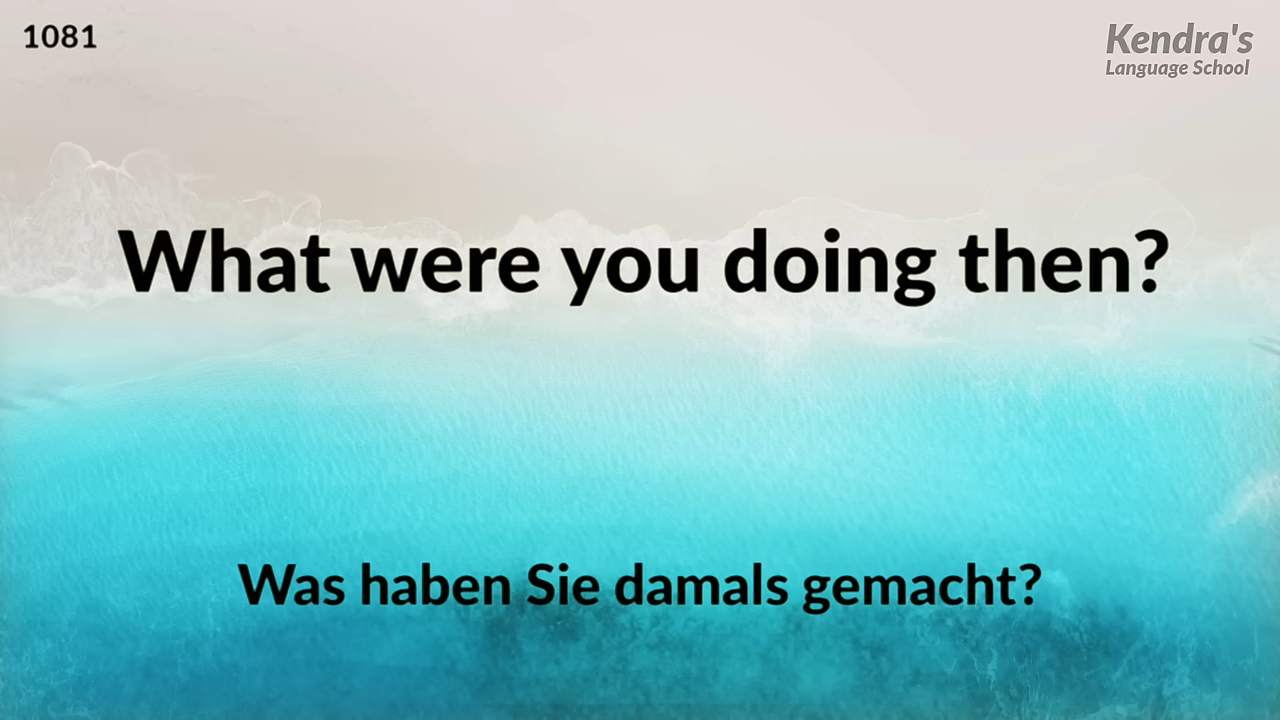 1081
Kendra's
Language School
What were you doing then?
Was haben Sie damals gemacht?